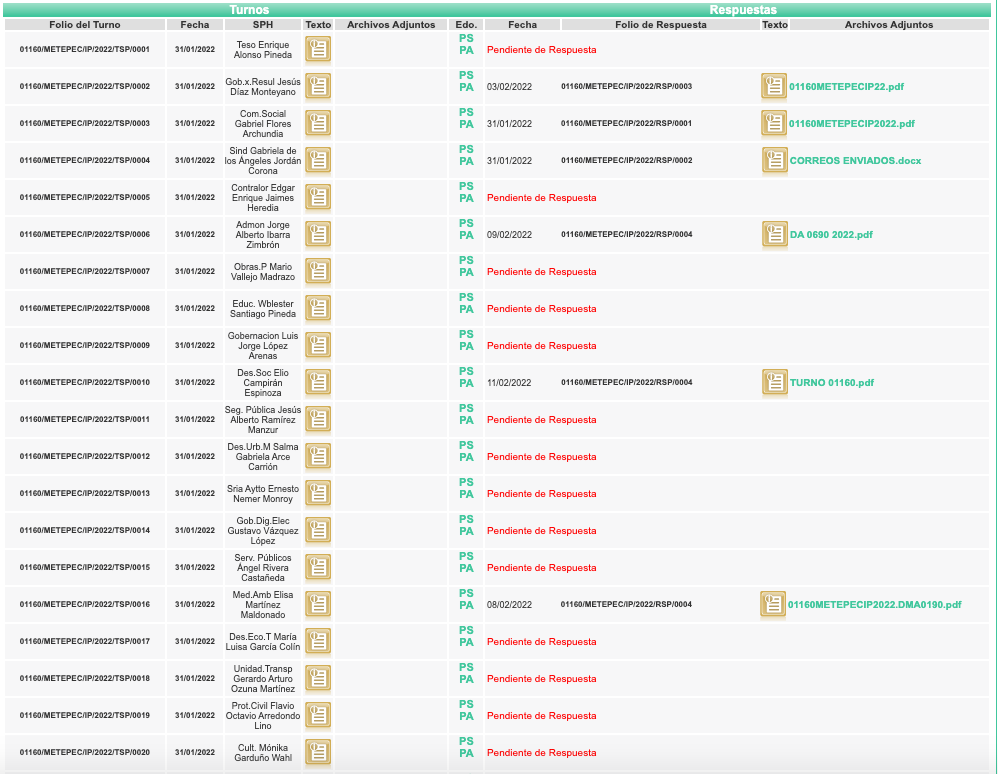 Turnos Respuestas
Folio del Turno Fecha SPH Texto Archivos Adjuntos Edo. Fecha Folio de Respuesta Texto Archivos Adjuntos
01160/METEPEC/IP/2022/TSP/0001 31/01/2022 Teso Enrique
Alonso Pineda
PS
PA
Pendiente de Respuesta
01160/METEPEC/IP/2022/TSP/0002 31/01/2022 Gob.x.Resul Jesús
Díaz Monteyano
PS
PA
03/02/2022 01160/METEPEC/IP/2022/RSP/0003 01160METEPECIP22.pdf
01160/METEPEC/IP/2022/TSP/0003 31/01/2022 Com.Social
Gabriel Flores
Archundia
PS
PA
31/01/2022 01160/METEPEC/IP/2022/RSP/0001 01160METEPECIP2022.pdf
01160/METEPEC/IP/2022/TSP/0004 31/01/2022 Sind Gabriela de
los Ángeles Jordán
Corona
PS
PA
31/01/2022 01160/METEPEC/IP/2022/RSP/0002 CORREOS ENVIADOS.docx
01160/METEPEC/IP/2022/TSP/0005 31/01/2022 Contralor Edgar
Enrique Jaimes
Heredia
PS
PA
Pendiente de Respuesta
01160/METEPEC/IP/2022/TSP/0006 31/01/2022 Admon Jorge
Alberto Ibarra
Zimbrón
PS
PA
09/02/2022 01160/METEPEC/IP/2022/RSP/0004 DA 0690 2022.pdf
01160/METEPEC/IP/2022/TSP/0007 31/01/2022 Obras.P Mario
Vallejo Madrazo
PS
PA
Pendiente de Respuesta
01160/METEPEC/IP/2022/TSP/0008 31/01/2022 Educ. Wblester
Santiago Pineda
PS
PA
Pendiente de Respuesta
01160/METEPEC/IP/2022/TSP/0009 31/01/2022 Gobernacion Luis
Jorge López
Arenas
PS
PA
Pendiente de Respuesta
01160/METEPEC/IP/2022/TSP/0010 31/01/2022 Des.Soc Elio
Campirán
Espinoza
PS
PA
11/02/2022 01160/METEPEC/IP/2022/RSP/0004 TURNO 01160.pdf
01160/METEPEC/IP/2022/TSP/0011 31/01/2022 Seg. Pública Jesús
Alberto Ramírez
Manzur
PS
PA
Pendiente de Respuesta
01160/METEPEC/IP/2022/TSP/0012 31/01/2022 Des.Urb.M Salma
Gabriela Arce
Carrión
PS
PA
Pendiente de Respuesta
01160/METEPEC/IP/2022/TSP/0013 31/01/2022 Sria Aytto Ernesto
Nemer Monroy
PS
PA
Pendiente de Respuesta
01160/METEPEC/IP/2022/TSP/0014 31/01/2022 Gob.Dig.Elec
Gustavo Vázquez
López
PS
PA
Pendiente de Respuesta
01160/METEPEC/IP/2022/TSP/0015 31/01/2022 Serv. Públicos
Ángel Rivera
Castañeda
PS
PA
Pendiente de Respuesta
01160/METEPEC/IP/2022/TSP/0016 31/01/2022 Med.Amb Elisa
Martínez
Maldonado
PS
PA
08/02/2022 01160/METEPEC/IP/2022/RSP/0004 01160METEPECIP2022.DMA0190.pdf
01160/METEPEC/IP/2022/TSP/0017 31/01/2022 Des.Eco.T María
Luisa García Colín
PS
PA
Pendiente de Respuesta
01160/METEPEC/IP/2022/TSP/0018 31/01/2022 Unidad.Transp
Gerardo Arturo
Ozuna Martínez
PS
PA
Pendiente de Respuesta
01160/METEPEC/IP/2022/TSP/0019 31/01/2022 Prot.Civil Flavio
Octavio Arredondo
Lino
PS
PA
Pendiente de Respuesta
01160/METEPEC/IP/2022/TSP/0020 31/01/2022 Cult. Mónika
Garduño Wahl
PS
PA
Pendiente de Respuesta